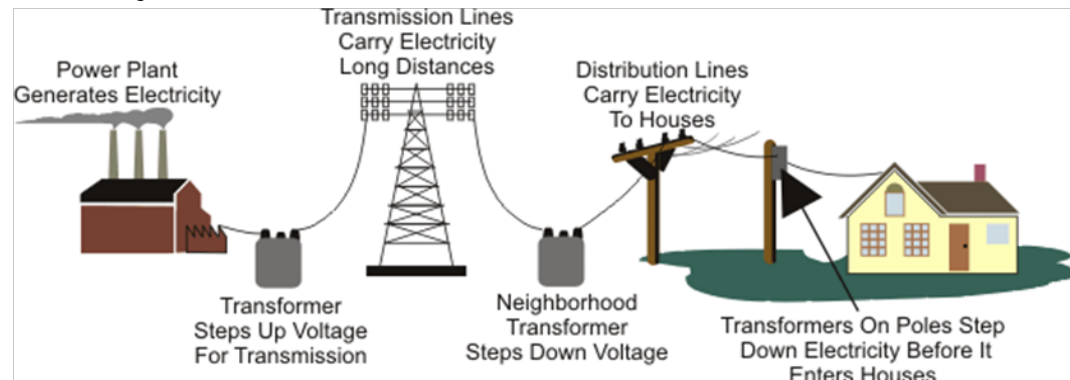 Power Plant
Generates Electricity
Transmission Lines
Carry Electricity
Long Distances
Distribution Lines
Carry Electricity
To Houses
Transformer
Steps Up Voltage
For Transmission
Neighborhood
Transformer
Steps Down Voltage
Transformers On Poles Step
Down Electricity Before It
Enters Houses